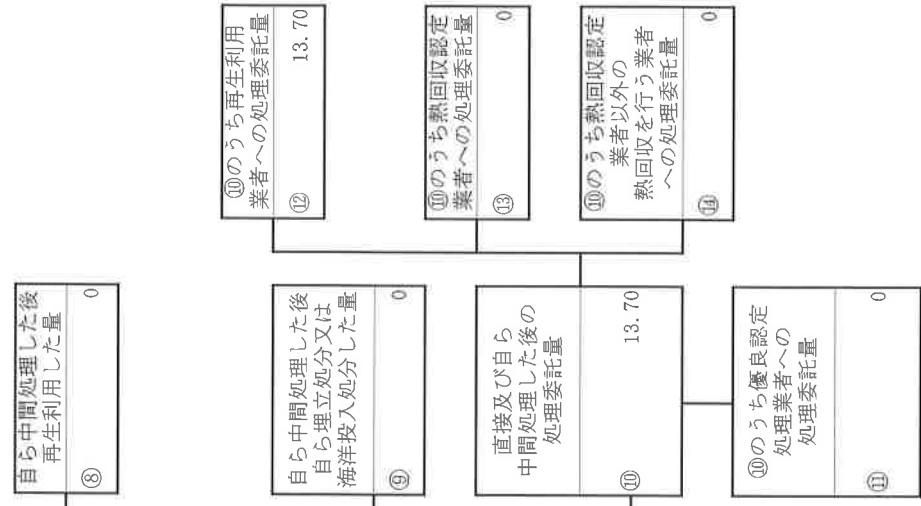 自ら中間処理した後
再生利用した量
⑧ 0
自ら中間処理した後
自ら埋立処分又は
海洋投入処分した量
⑨ 0
直接及び自ら
中間処理した後の
処理委託量
⑩ 13.70
⑩のうち優良認定
処理業者への
処理委託量
⑪ 0
⑩のうち再生利用
業者への処理委託量
⑫ 13.70
⑩のうち熱回収認定
業者への処理委託量
⑬ 0
⑩のうち熱回収認定
業者以外の
熱回収を行う業者
への処理委託量
⑭ 0